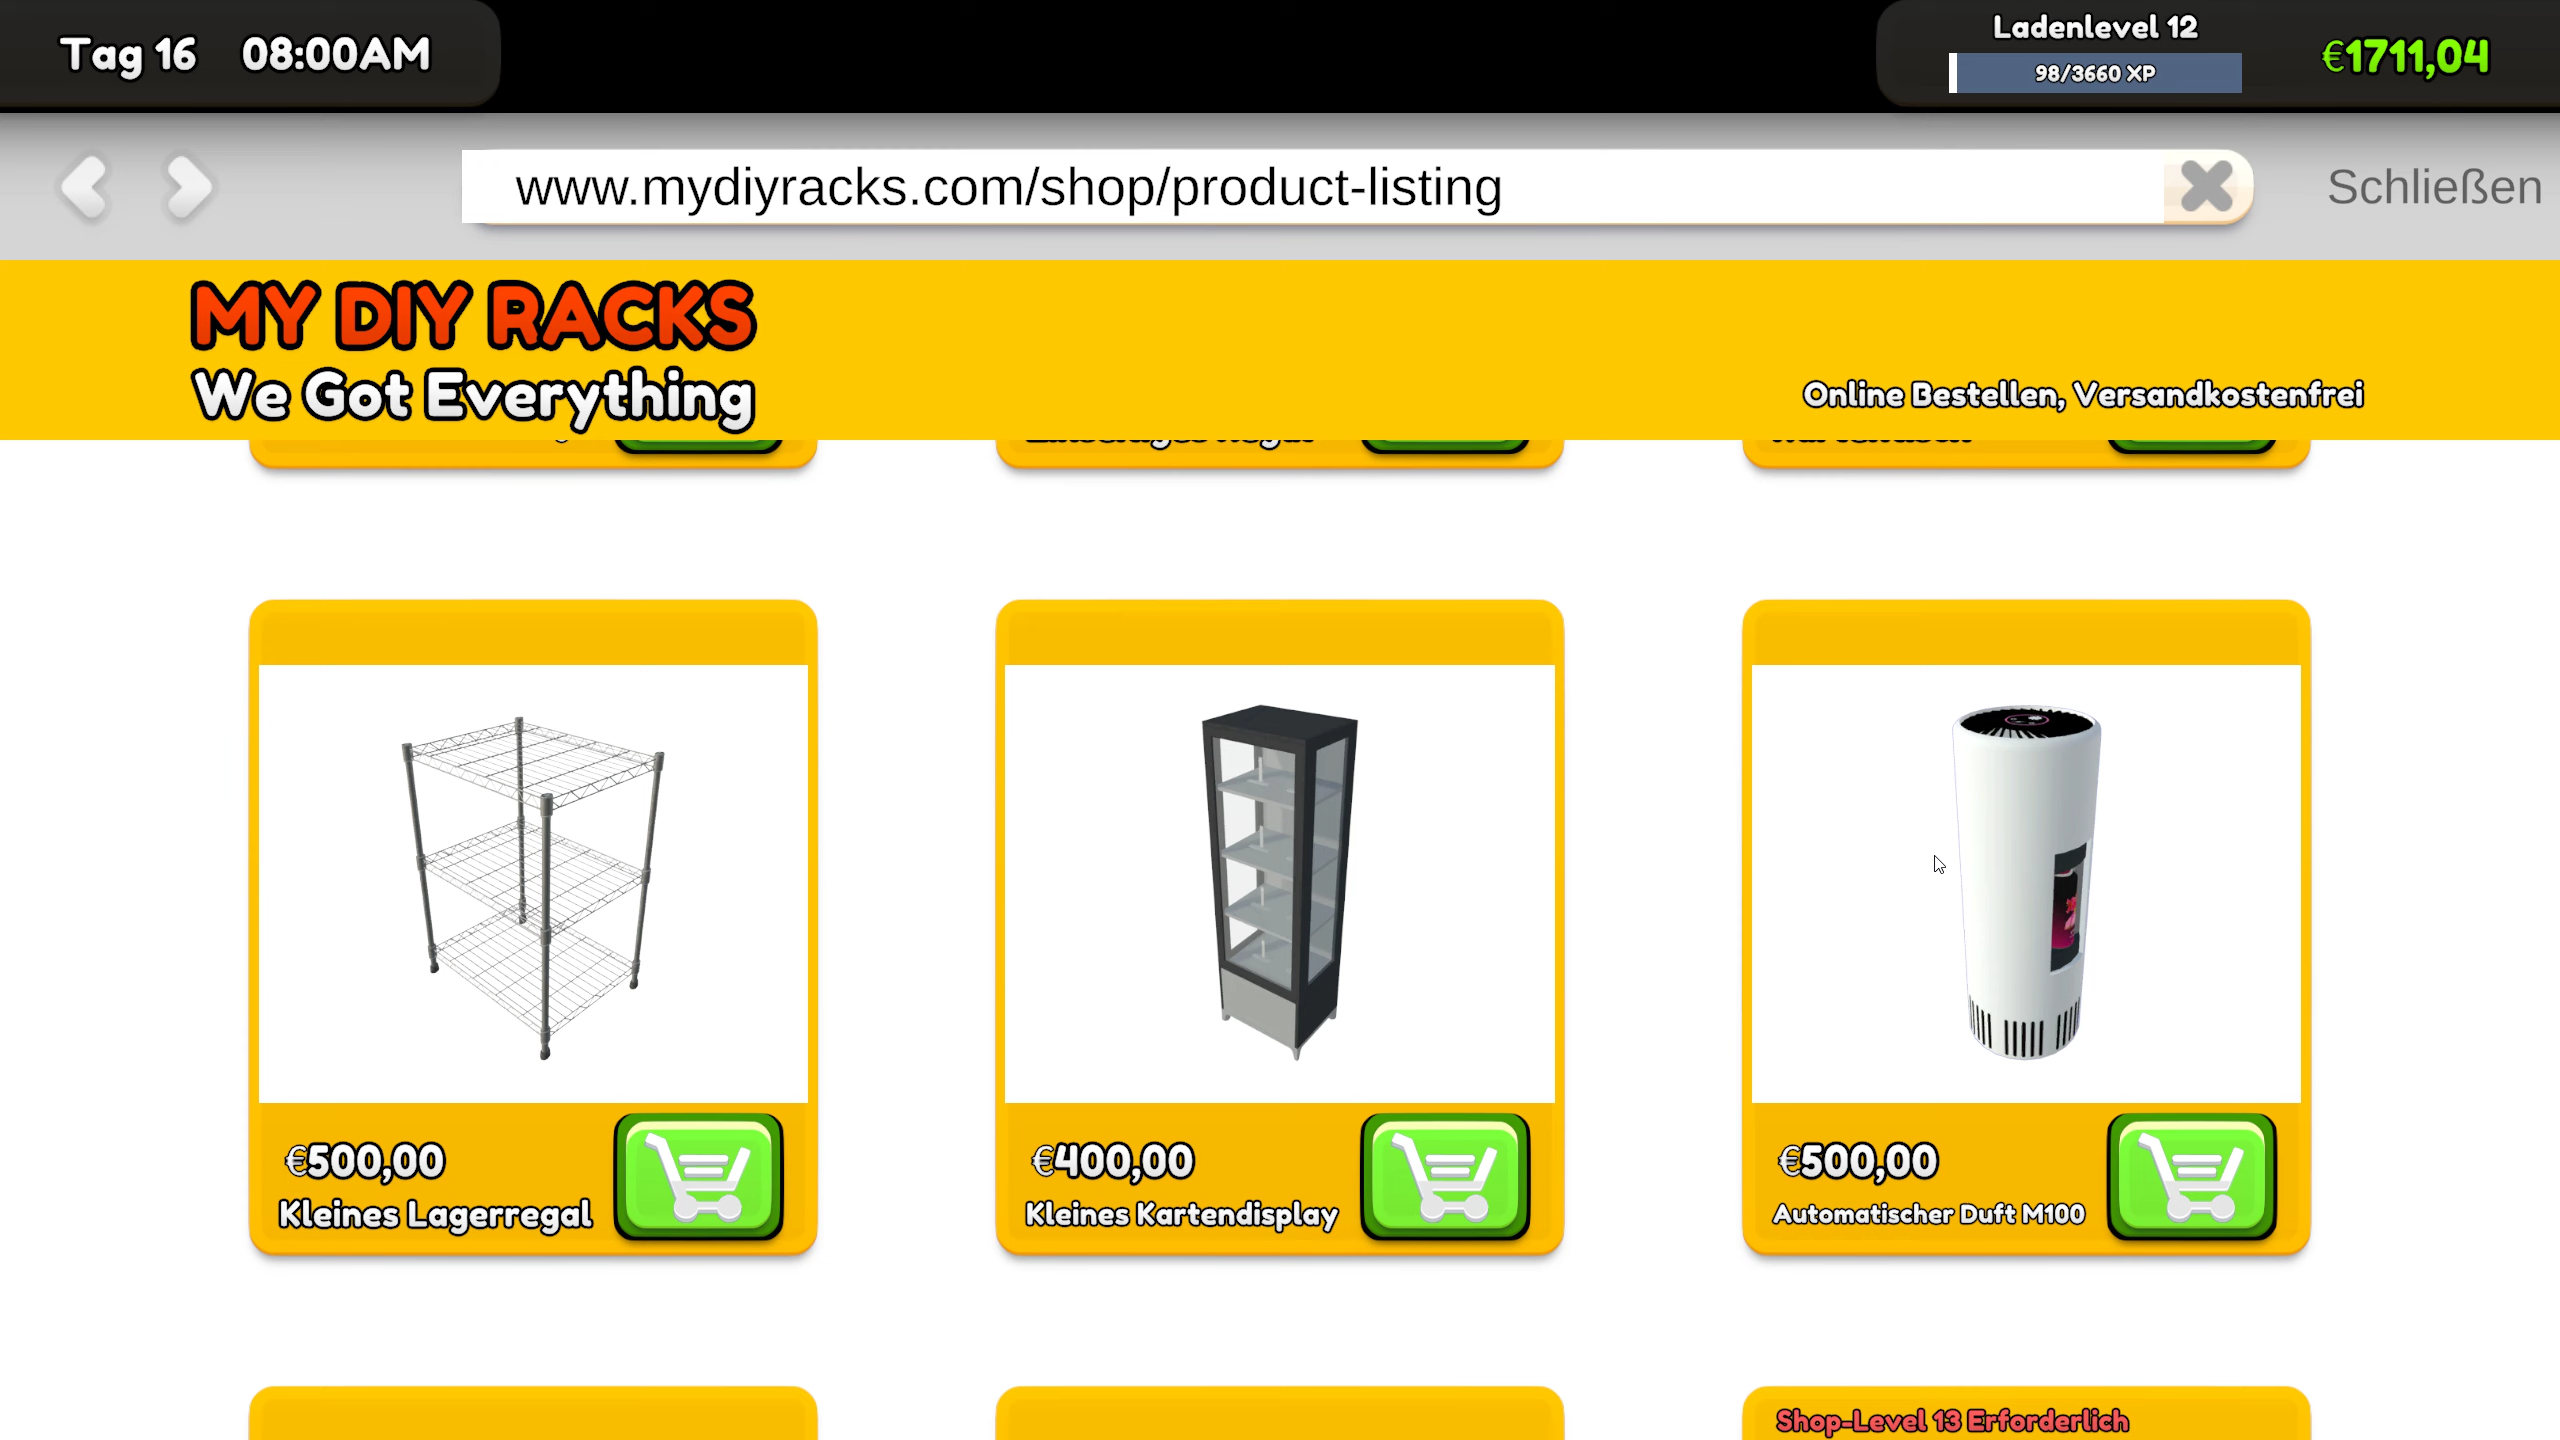 Tag 16 08:00AM
Ladenlevel 12
98/3660 XP
€1711,04
www.mydiyracks.com/shop/product-listing
Schließen
MY DIY RACKS
We Got Everything
Online Bestellen, Versandkostenfrei
€500,00
Kleines Lagerregal
€400,00
Kleines Kartendisplay
€500,00
Automatischer Duft M100
Shop-Level 13 Erforderlich